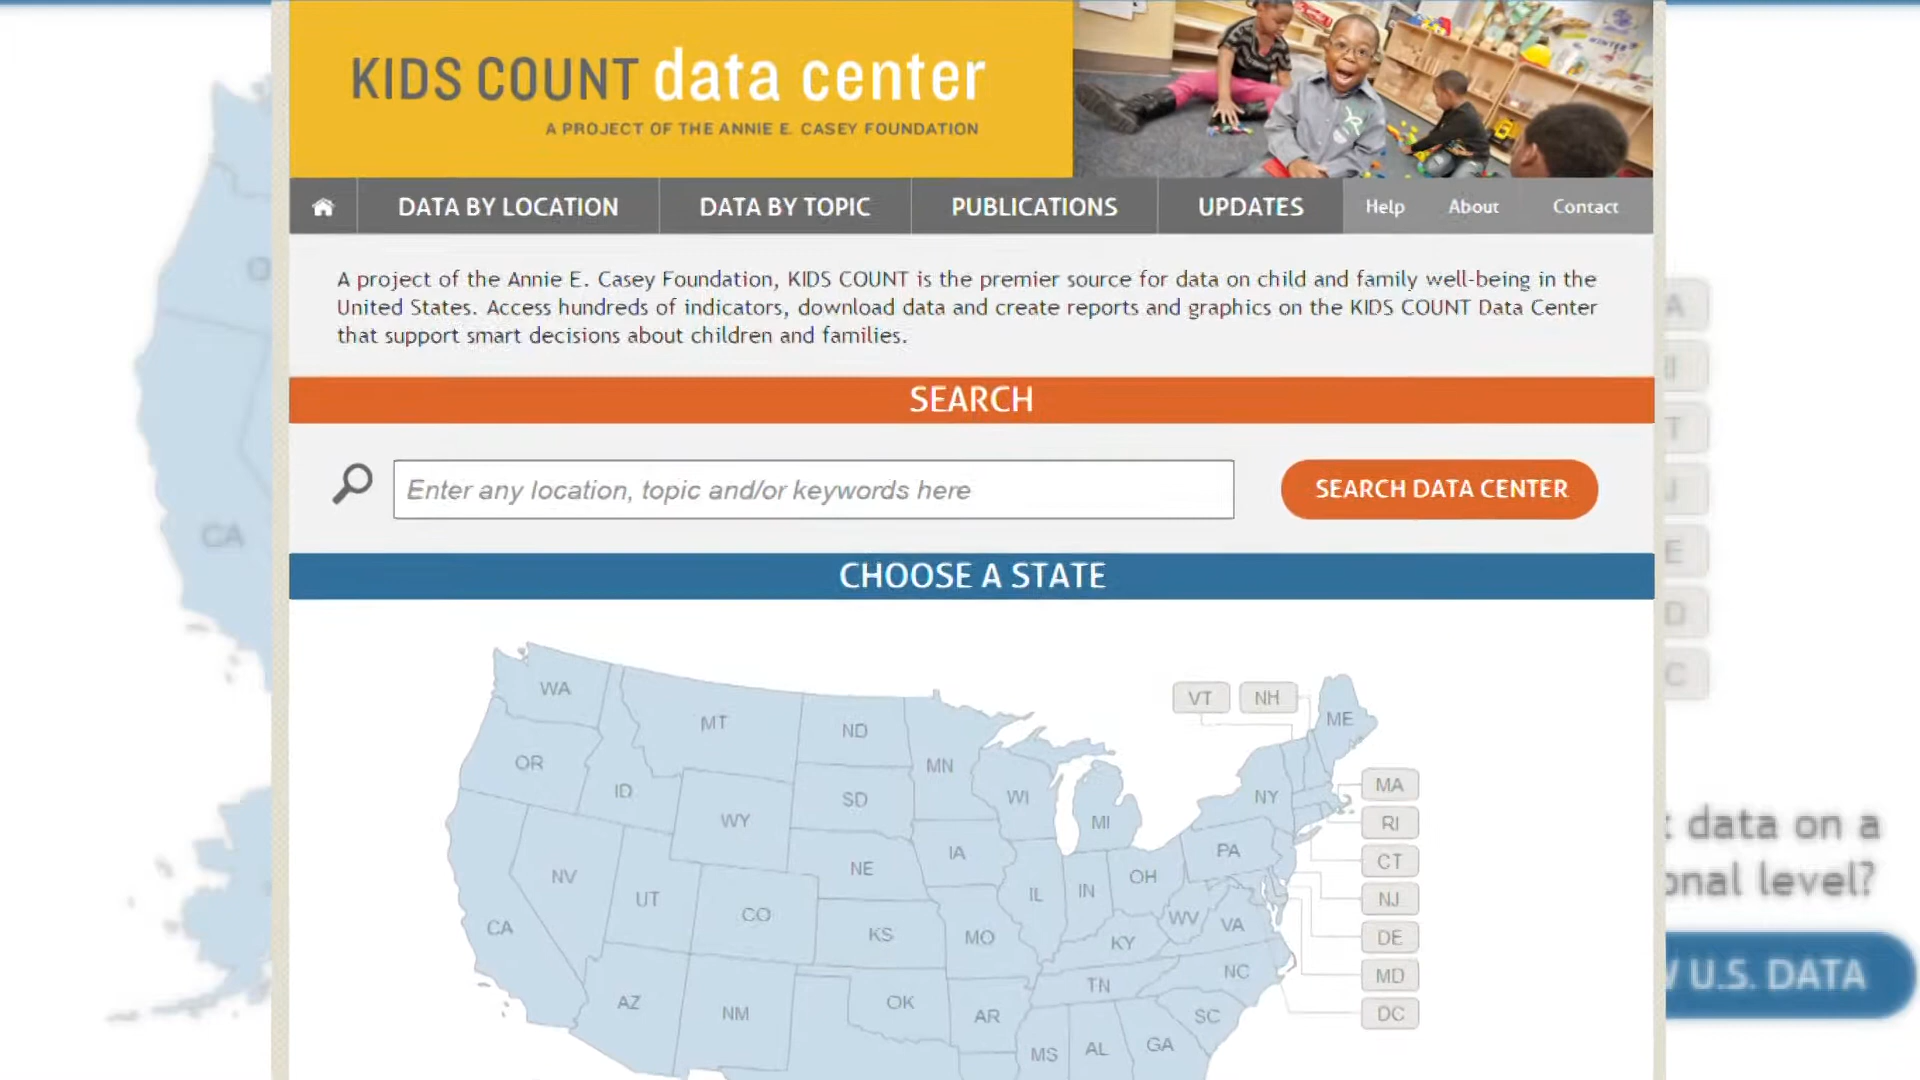 KIDS COUNT data center
A PROJECT OF THE ANNIE E. CASEY FOUNDATION
DATA BY LOCATION
DATA BY TOPIC
PUBLICATIONS
UPDATES
Help
About
Contact
A project of the Annie E. Casey Foundation, KIDS COUNT is the premier source for data on child and family well-being in the
United States. Access hundreds of indicators, download data and create reports and graphics on the KIDS COUNT Data Center
that support smart decisions about children and families.
SEARCH
Enter any location, topic and/or keywords here
SEARCH DATA CENTER
CHOOSE A STATE
WA
MT
ND
MN
OR
ID
SD
WI
WY
MI
NY
VT
NH
ME
MA
RI
CT
NJ
DE
MD
DC
IA
NE
PA
NV
UT
CO
IL
IN
OH
CA
KS
MO
KY
WV
VA
AZ
NM
OK
AR
TN
NC
SC
MS
AL
GA
CA
data on a
onal level?
U.S. DATA